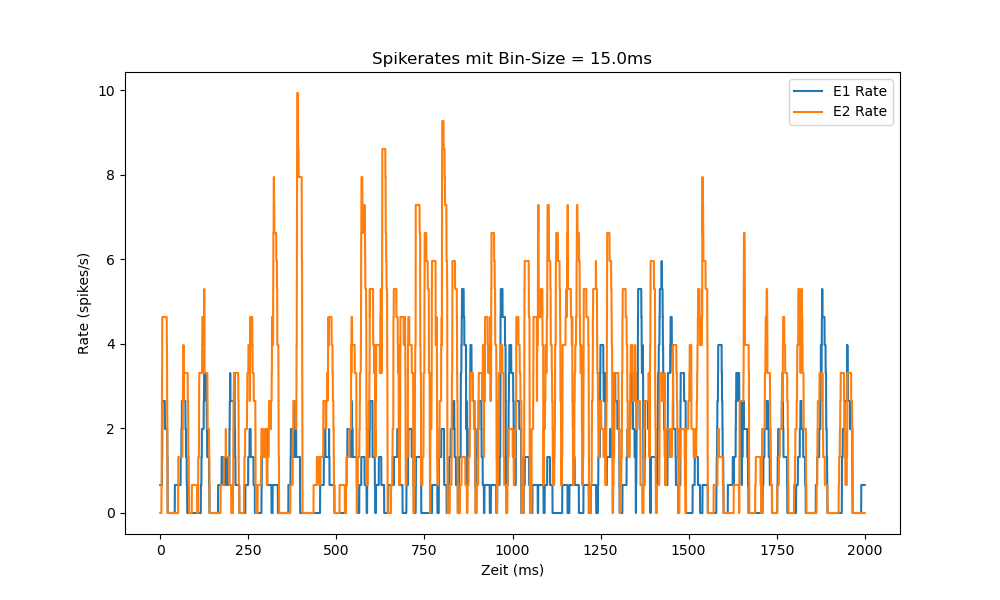 Spikerates mit Bin-Size = 15.0ms
E1 Rate
E2 Rate
10
8
6
4
2
0
Rate (spikes/s)
0 250 500 750 1000 1250 1500 1750 2000
Zeit (ms)